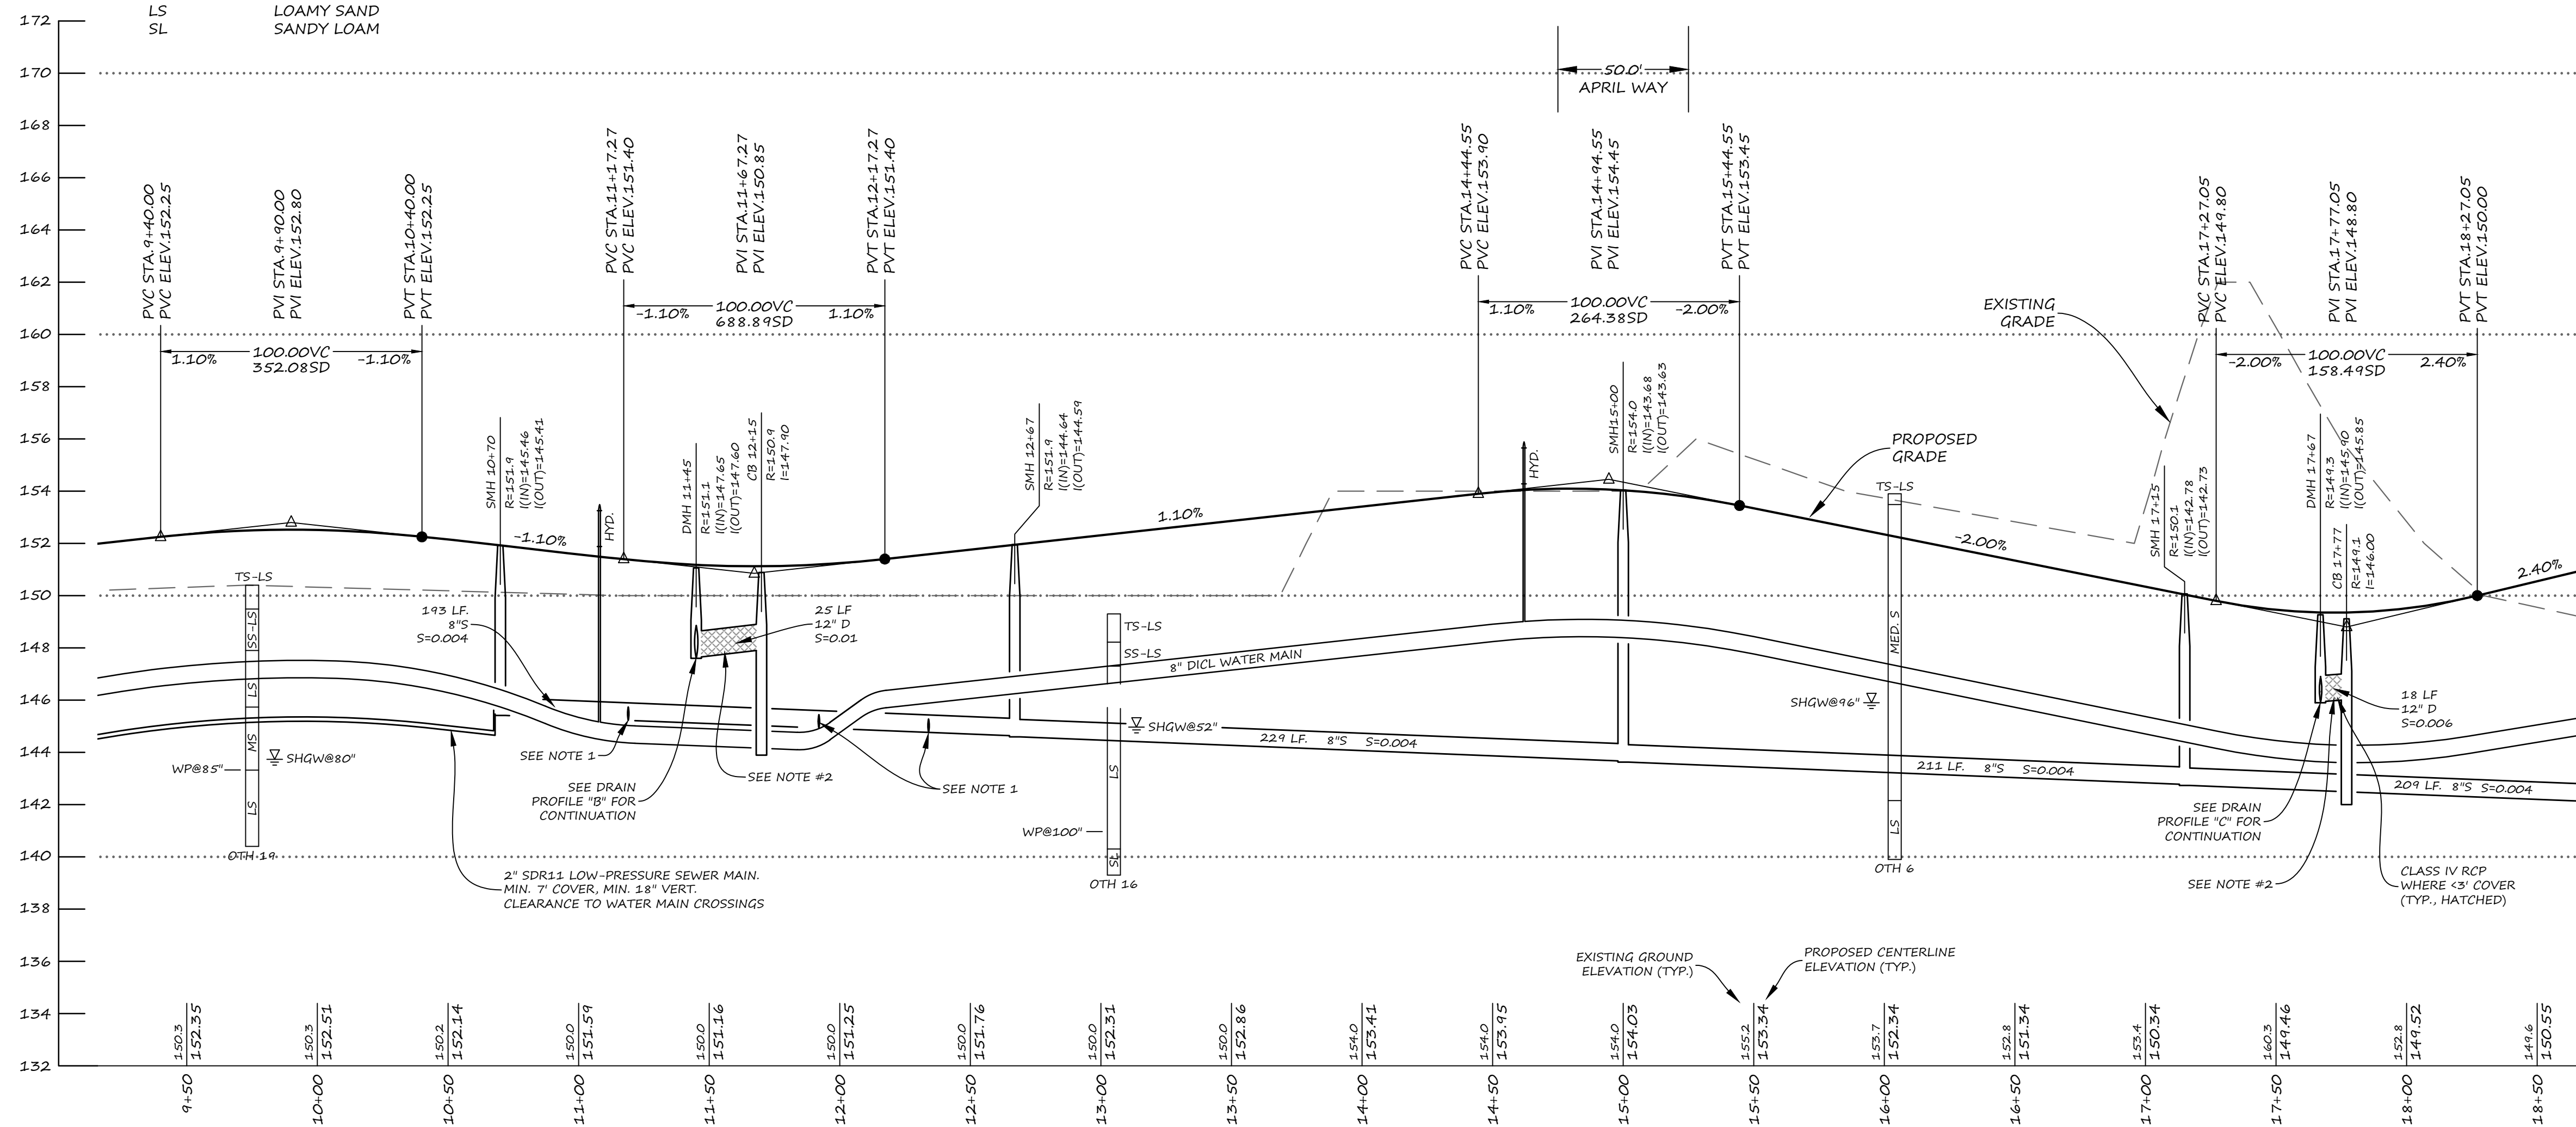 LS LOAMY SAND
SL SANDY LOAM
172
170
168
166
164
162
160
158
156
154
152
150
148
146
144
142
140
138
136
134
132
50.0'
APRIL WAY
PVC STA.9+40.00
PVC ELEV.152.25
PVI STA.9+90.00
PVI ELEV.152.80
PVT STA.10+40.00
PVT ELEV.152.25
1.10%
100.00VC
352.08SD
-1.10%
PVC STA.11+17.27
PVC ELEV.151.40
PVI STA.11+67.27
PVI ELEV.150.85
PVT STA.12+17.27
PVT ELEV.151.40
-1.10%
100.00VC
688.89SD
1.10%
PVC STA.14+44.55
PVC ELEV.153.90
PVI STA.14+94.55
PVI ELEV.154.45
PVT STA.15+44.55
PVT ELEV.153.45
1.10%
100.00VC
264.38SD
-2.00%
PVC STA.17+27.05
PVC ELEV.149.80
PVI STA.17+77.05
PVI ELEV.148.80
PVT STA.18+27.05
PVT ELEV.150.00
-2.00%
100.00VC
158.49SD
2.40%
EXISTING
GRADE
PROPOSED
GRADE
SMH 10+70
R=151.9
I(IN)=145.46
I(OUT)=145.41
HYD.
DMH 11+45
R=151.1
I(IN)=147.65
I(OUT)=147.60
CB 12+15
R=150.9
I=147.90
SMH 12+67
R=151.9
I(IN)=144.64
I(OUT)=144.59
HYD.
SMH15+00
R=154.0
I(IN)=143.68
I(OUT)=143.63
SMH 17+15
R=150.1
I(IN)=142.78
I(OUT)=142.73
DMH 17+67
R=149.3
I(IN)=145.90
I(OUT)=145.85
CB 17+77
R=149.1
I=146.00
-1.10%
1.10%
-2.00%
2.40%
TS-LS
SS-LS
LS
MS
LS
WP@85"
SHGW@80"
OTH 19
193 LF.
8"S
S=0.004
25 LF
12" D
S=0.01
SEE NOTE 1
SEE NOTE #2
SEE NOTE 1
SEE DRAIN
PROFILE "B" FOR
CONTINUATION
2" SDR11 LOW-PRESSURE SEWER MAIN.
MIN. 7' COVER, MIN. 18" VERT.
CLEARANCE TO WATER MAIN CROSSINGS
TS-LS
SS-LS
LS
SL
SHGW@52"
WP@100"
OTH 16
8" DICL WATER MAIN
229 LF. 8"S S=0.004
TS-LS
MED. S
LS
SHGW@96"
OTH 6
211 LF. 8"S S=0.004
18 LF
12" D
S=0.006
209 LF. 8"S S=0.004
SEE DRAIN
PROFILE "C" FOR
CONTINUATION
SEE NOTE #2
CLASS IV RCP
WHERE <3' COVER
(TYP., HATCHED)
EXISTING GROUND
ELEVATION (TYP.)
PROPOSED CENTERLINE
ELEVATION (TYP.)
150.3
152.35
150.3
152.51
150.2
152.14
150.0
151.59
150.0
151.16
150.0
151.25
150.0
151.76
150.0
152.31
150.0
152.86
154.0
153.41
154.0
153.95
154.0
154.03
155.2
153.34
153.7
152.34
152.8
151.34
153.4
150.34
160.3
149.46
152.8
149.52
149.6
150.55
9+50
10+00
10+50
11+00
11+50
12+00
12+50
13+00
13+50
14+00
14+50
15+00
15+50
16+00
16+50
17+00
17+50
18+00
18+50